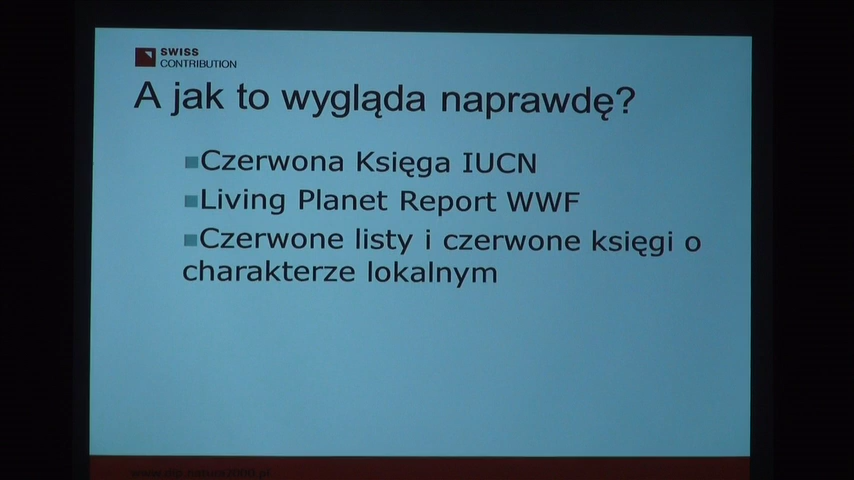 SWISS
CONTRIBUTION
A jak to wygląda naprawdę?
Czerwona Księga IUCN
Living Planet Report WWF
Czerwone listy i czerwone księgi o
charakterze lokalnym